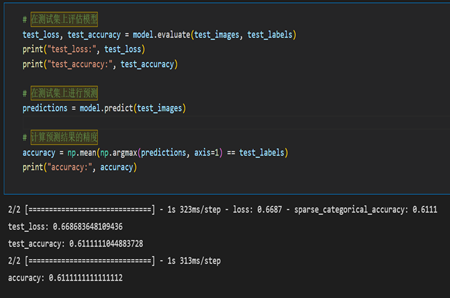 # 在测试集上评估模型
test_loss, test_accuracy = model.evaluate(test_images, test_labels)
print("test_loss:", test_loss)
print("test_accuracy:", test_accuracy)
# 在测试集上进行预测
predictions = model.predict(test_images)
# 计算预测结果的精度
accuracy = np.mean(np.argmax(predictions, axis=1) == test_labels)
print("accuracy:", accuracy)
2/2 [==============================] - 1s 323ms/step - loss: 0.6687 - sparse_categorical_accuracy: 0.6111
test_loss: 0.668683648109436
test_accuracy: 0.6111111044883728
2/2 [==============================] - 1s 313ms/step
accuracy: 0.6111111111111112